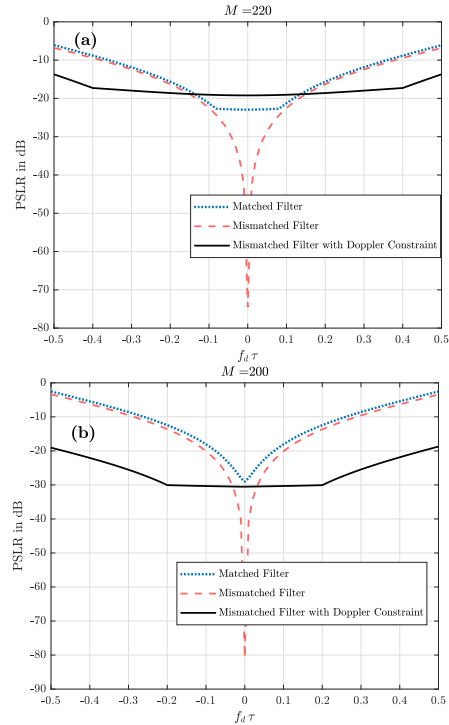 M = 220
0
-10
-20
-30
-40
-50
-60
-70
-80
PSLR in dB
(a)
Matched Filter
Mismatched Filter
Mismatched Filter with Doppler Constraint
-0.5 -0.4 -0.3 -0.2 -0.1 0 0.1 0.2 0.3 0.4 0.5
f_d τ
M = 200
0
-10
-20
-30
-40
-50
-60
-70
-80
-90
PSLR in dB
(b)
Matched Filter
Mismatched Filter
Mismatched Filter with Doppler Constraint
-0.5 -0.4 -0.3 -0.2 -0.1 0 0.1 0.2 0.3 0.4 0.5
f_d τ